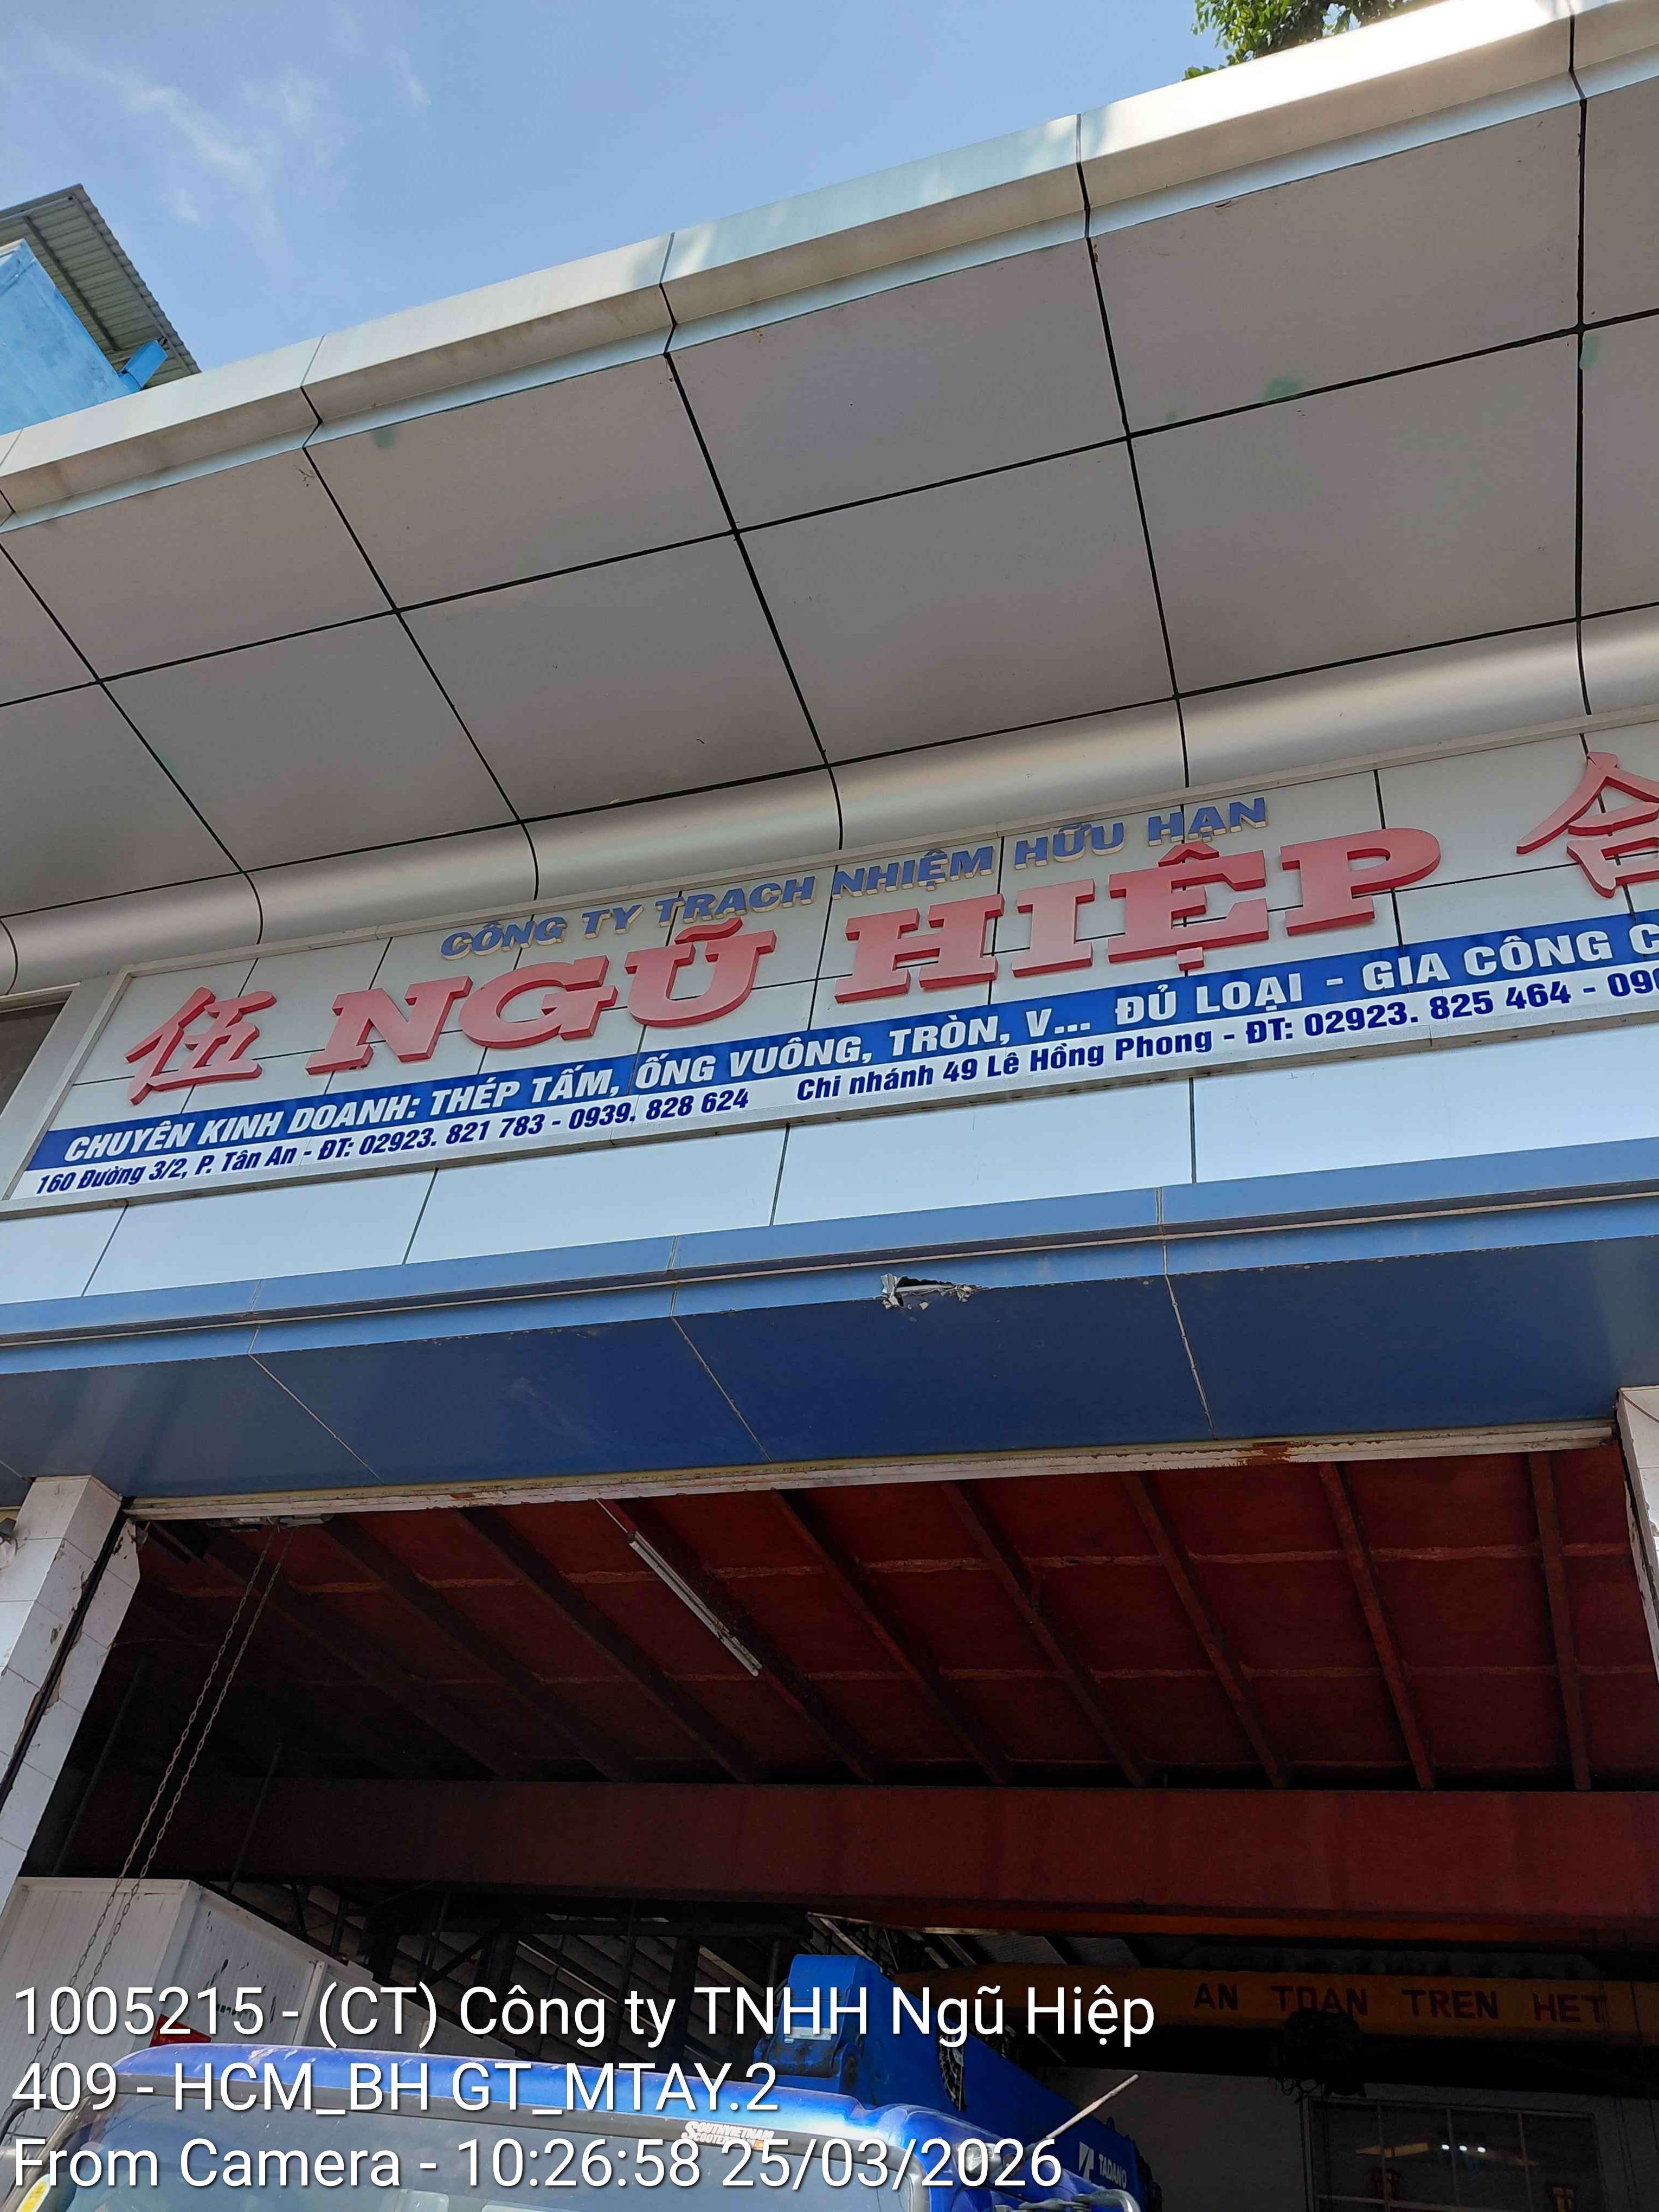 CÔNG TY TRÁCH NHIỆM HỮU HẠN
伍 NGŨ HIỆP 合
CHUYÊN KINH DOANH: THÉP TẤM, ỐNG VUÔNG, TRÒN, V... ĐỦ LOẠI - GIA CÔNG C
160 Đường 3/2, P. Tân An - ĐT: 02923. 821 783 - 0939. 828 624 Chi nhánh 49 Lê Hồng Phong - ĐT: 02923. 825 464 - 090
AN TOAN TREN HET
1005215 - (CT) Công ty TNHH Ngũ Hiệp
409 - HCM_BH GT_MTAY.2
SOUTHVIETNAM
From Camera - 10:26:58 25/03/2026
TADANO